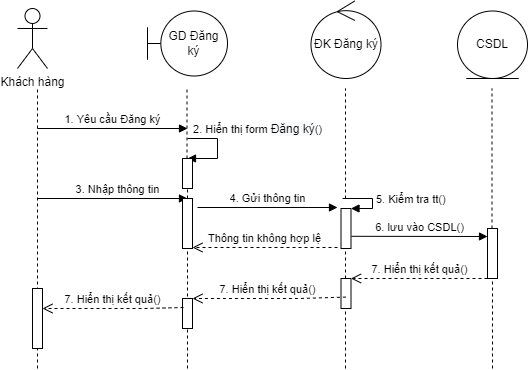 GD Đăng
ký
ĐK Đăng ký
CSDL
Khách hàng
1. Yêu cầu Đăng ký
2. Hiển thị form Đăng ký()
3. Nhập thông tin
4. Gửi thông tin
5. Kiểm tra tt()
6. lưu vào CSDL()
Thông tin không hợp lệ
7. Hiển thị kết quả()
7. Hiển thị kết quả()
7. Hiển thị kết quả()